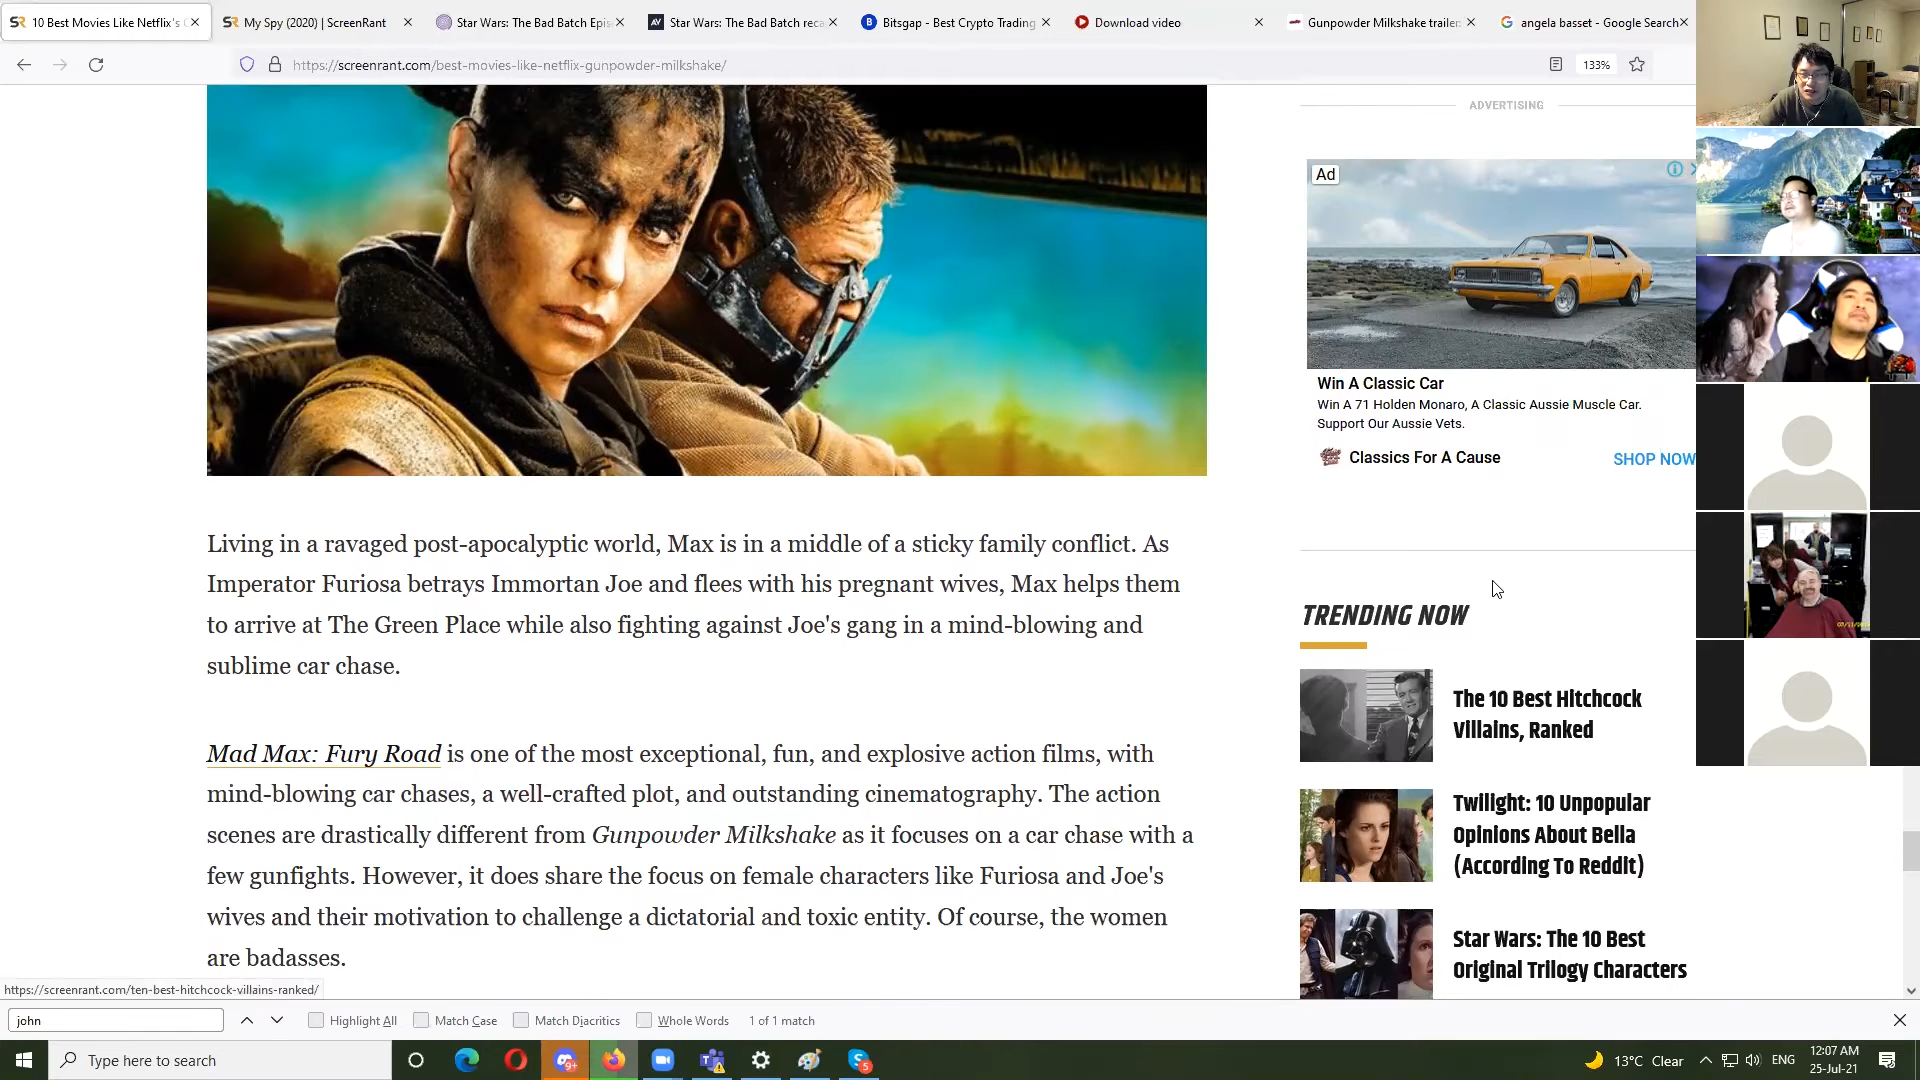 10 Best Movies Like Netflix's
My Spy (2020) | ScreenRant
Star Wars: The Bad Batch Epis
Star Wars: The Bad Batch reca
Bitsgap - Best Crypto Trading
Download video
Gunpowder Milkshake trailer
angela basset - Google Search
https://screenrant.com/best-movies-like-netflix-gunpowder-milkshake/
133%
ADVERTISING
Ad
Win A Classic Car
Win A 71 Holden Monaro, A Classic Aussie Muscle Car.
Support Our Aussie Vets.
Classics For A Cause
SHOP NOW
Living in a ravaged post-apocalyptic world, Max is in a middle of a sticky family conflict. As
Imperator Furiosa betrays Immortan Joe and flees with his pregnant wives, Max helps them
to arrive at The Green Place while also fighting against Joe's gang in a mind-blowing and
sublime car chase.
Mad Max: Fury Road is one of the most exceptional, fun, and explosive action films, with
mind-blowing car chases, a well-crafted plot, and outstanding cinematography. The action
scenes are drastically different from Gunpowder Milkshake as it focuses on a car chase with a
few gunfights. However, it does share the focus on female characters like Furiosa and Joe's
wives and their motivation to challenge a dictatorial and toxic entity. Of course, the women
are badasses.
TRENDING NOW
The 10 Best Hitchcock
Villains, Ranked
Twilight: 10 Unpopular
Opinions About Bella
(According To Reddit)
Star Wars: The 10 Best
Original Trilogy Characters
https://screenrant.com/ten-best-hitchcock-villains-ranked/
john
Highlight All
Match Case
Match Diacritics
Whole Words
1 of 1 match
Type here to search
9+
5
13°C Clear
ENG
12:07 AM
25-Jul-21